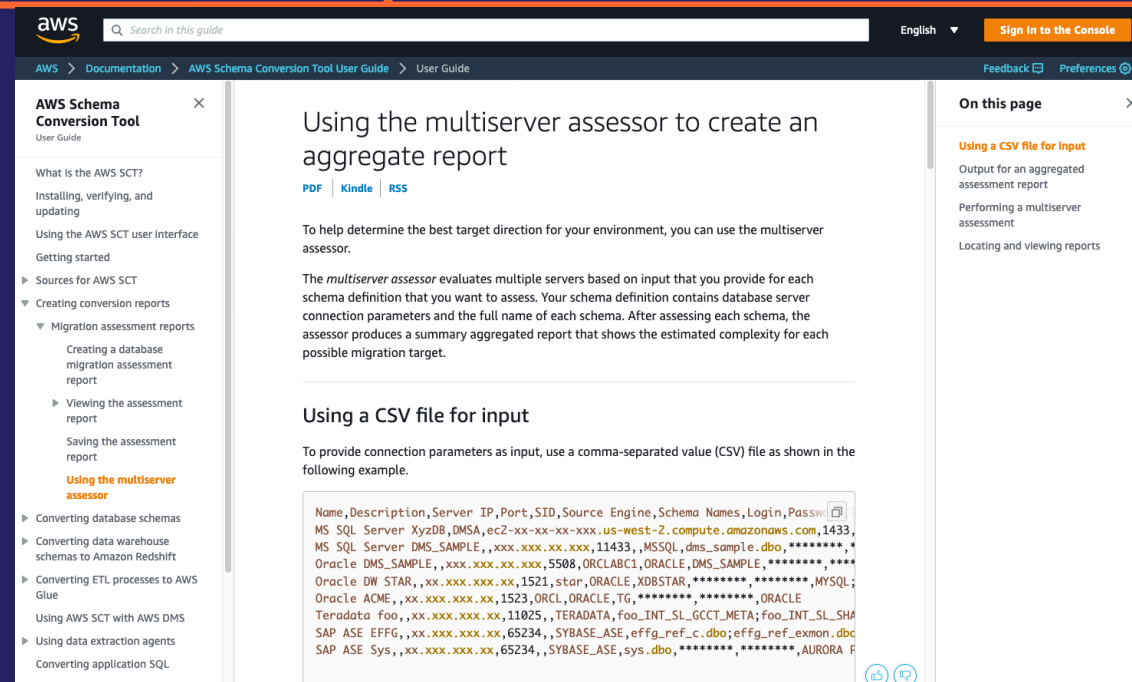 aws
Search in this guide
English
Sign In to the Console
AWS > Documentation > AWS Schema Conversion Tool User Guide > User Guide
Feedback
Preferences
AWS Schema
Conversion Tool
User Guide
What is the AWS SCT?
Installing, verifying, and
updating
Using the AWS SCT user interface
Getting started
Sources for AWS SCT
Creating conversion reports
Migration assessment reports
Creating a database
migration assessment
report
Viewing the assessment
report
Saving the assessment
report
Using the multiserver
assessor
Converting database schemas
Converting data warehouse
schemas to Amazon Redshift
Converting ETL processes to AWS
Glue
Using AWS SCT with AWS DMS
Using data extraction agents
Converting application SQL
Using the multiserver assessor to create an
aggregate report
PDF | Kindle | RSS
To help determine the best target direction for your environment, you can use the multiserver
assessor.
The multiserver assessor evaluates multiple servers based on input that you provide for each
schema definition that you want to assess. Your schema definition contains database server
connection parameters and the full name of each schema. After assessing each schema, the
assessor produces a summary aggregated report that shows the estimated complexity for each
possible migration target.
Using a CSV file for input
To provide connection parameters as input, use a comma-separated value (CSV) file as shown in the
following example.
Name,Description,Server IP,Port,SID,Source Engine,Schema Names,Login,Passw
MS SQL Server XyzDB,DMSA,ec2-xx-xx-xx-xxx.us-west-2.compute.amazonaws.com,1433,
MS SQL Server DMS_SAMPLE,,xxx.xxx.xx.xxx,11433,,MSSQL,dms_sample.dbo,********,*
Oracle DMS_SAMPLE,,xxx.xxx.xx.xxx,5508,ORCLABC1,ORACLE,DMS_SAMPLE,********,****
Oracle DW STAR,,xx.xxx.xxx.xx,1521,star,ORACLE,XDBSTAR,********,********,MYSQL;
Oracle ACME,,xx.xxx.xxx.xx,1523,ORCL,ORACLE,TG,********,********,ORACLE
Teradata foo,,xx.xxx.xxx.xx,11025,,TERADATA,foo_INT_SL_GCCT_META;foo_INT_SL_SHA
SAP ASE EFFG,,xx.xxx.xxx.xx,65234,,SYBASE_ASE,effg_ref_c.dbo;effg_ref_exmon.dbo
SAP ASE Sys,,xx.xxx.xxx.xx,65234,,SYBASE_ASE,sys.dbo,********,********,AURORA P
On this page
Using a CSV file for input
Output for an aggregated
assessment report
Performing a multiserver
assessment
Locating and viewing reports